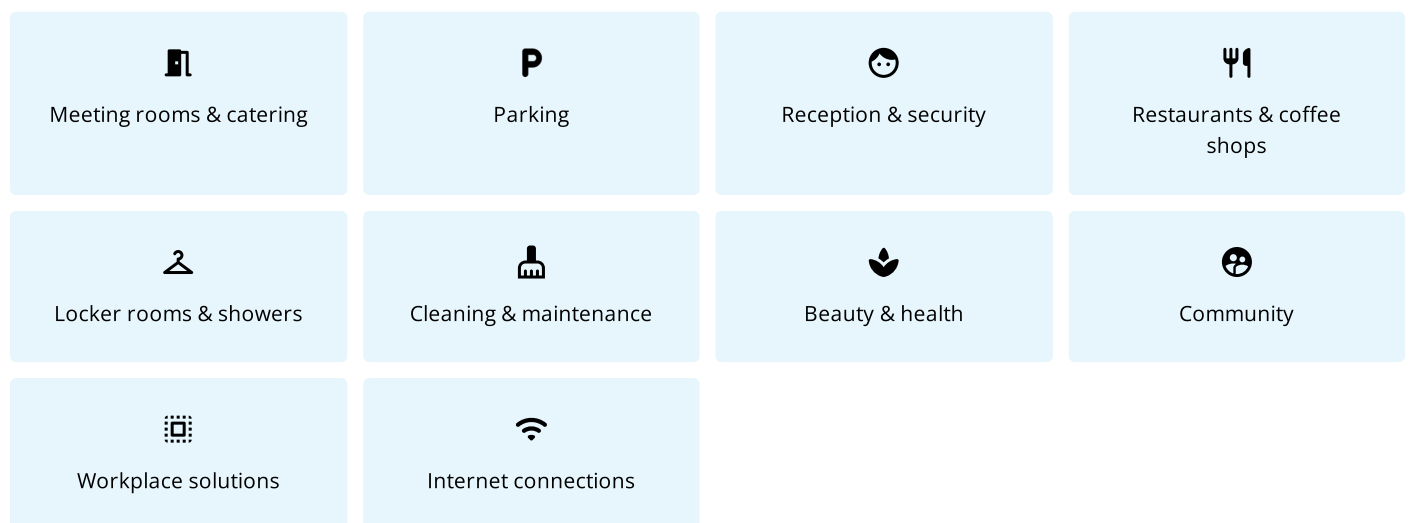 Meeting rooms & catering
Parking
Reception & security
Restaurants & coffee
shops
Locker rooms & showers
Cleaning & maintenance
Beauty & health
Community
Workplace solutions
Internet connections